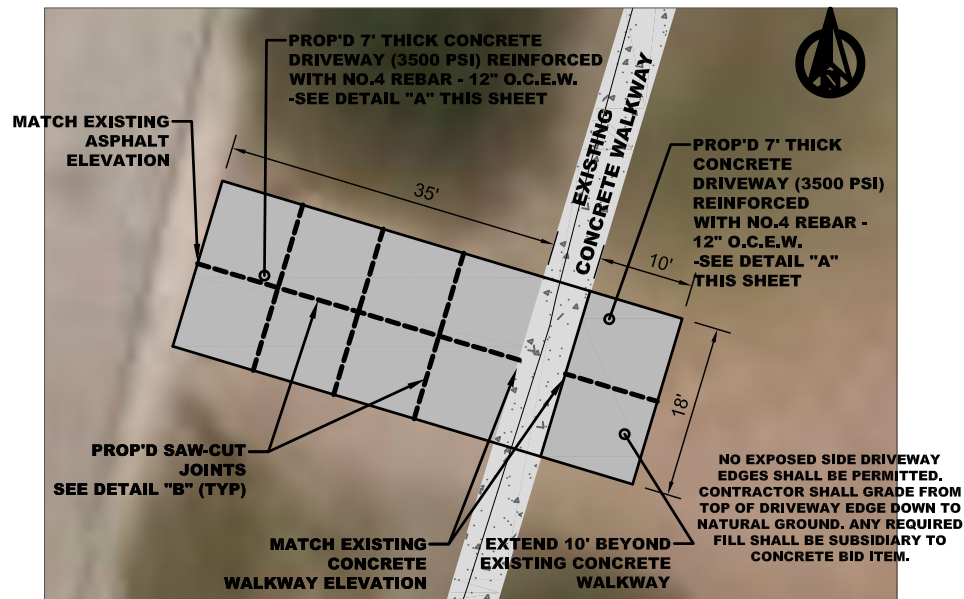 PROP'D 7' THICK CONCRETE
DRIVEWAY (3500 PSI) REINFORCED
WITH NO.4 REBAR - 12" O.C.E.W.
-SEE DETAIL "A" THIS SHEET
MATCH EXISTING
ASPHALT
ELEVATION
35'
EXISTING
CONCRETE WALKWAY
N
PROP'D 7' THICK
CONCRETE
DRIVEWAY (3500 PSI)
REINFORCED
WITH NO.4 REBAR -
12" O.C.E.W.
-SEE DETAIL "A"
THIS SHEET
10'
18'
PROP'D SAW-CUT
JOINTS
SEE DETAIL "B" (TYP)
MATCH EXISTING
CONCRETE
WALKWAY ELEVATION
EXTEND 10' BEYOND
EXISTING CONCRETE
WALKWAY
NO EXPOSED SIDE DRIVEWAY
EDGES SHALL BE PERMITTED.
CONTRACTOR SHALL GRADE FROM
TOP OF DRIVEWAY EDGE DOWN TO
NATURAL GROUND. ANY REQUIRED
FILL SHALL BE SUBSIDIARY TO
CONCRETE BID ITEM.